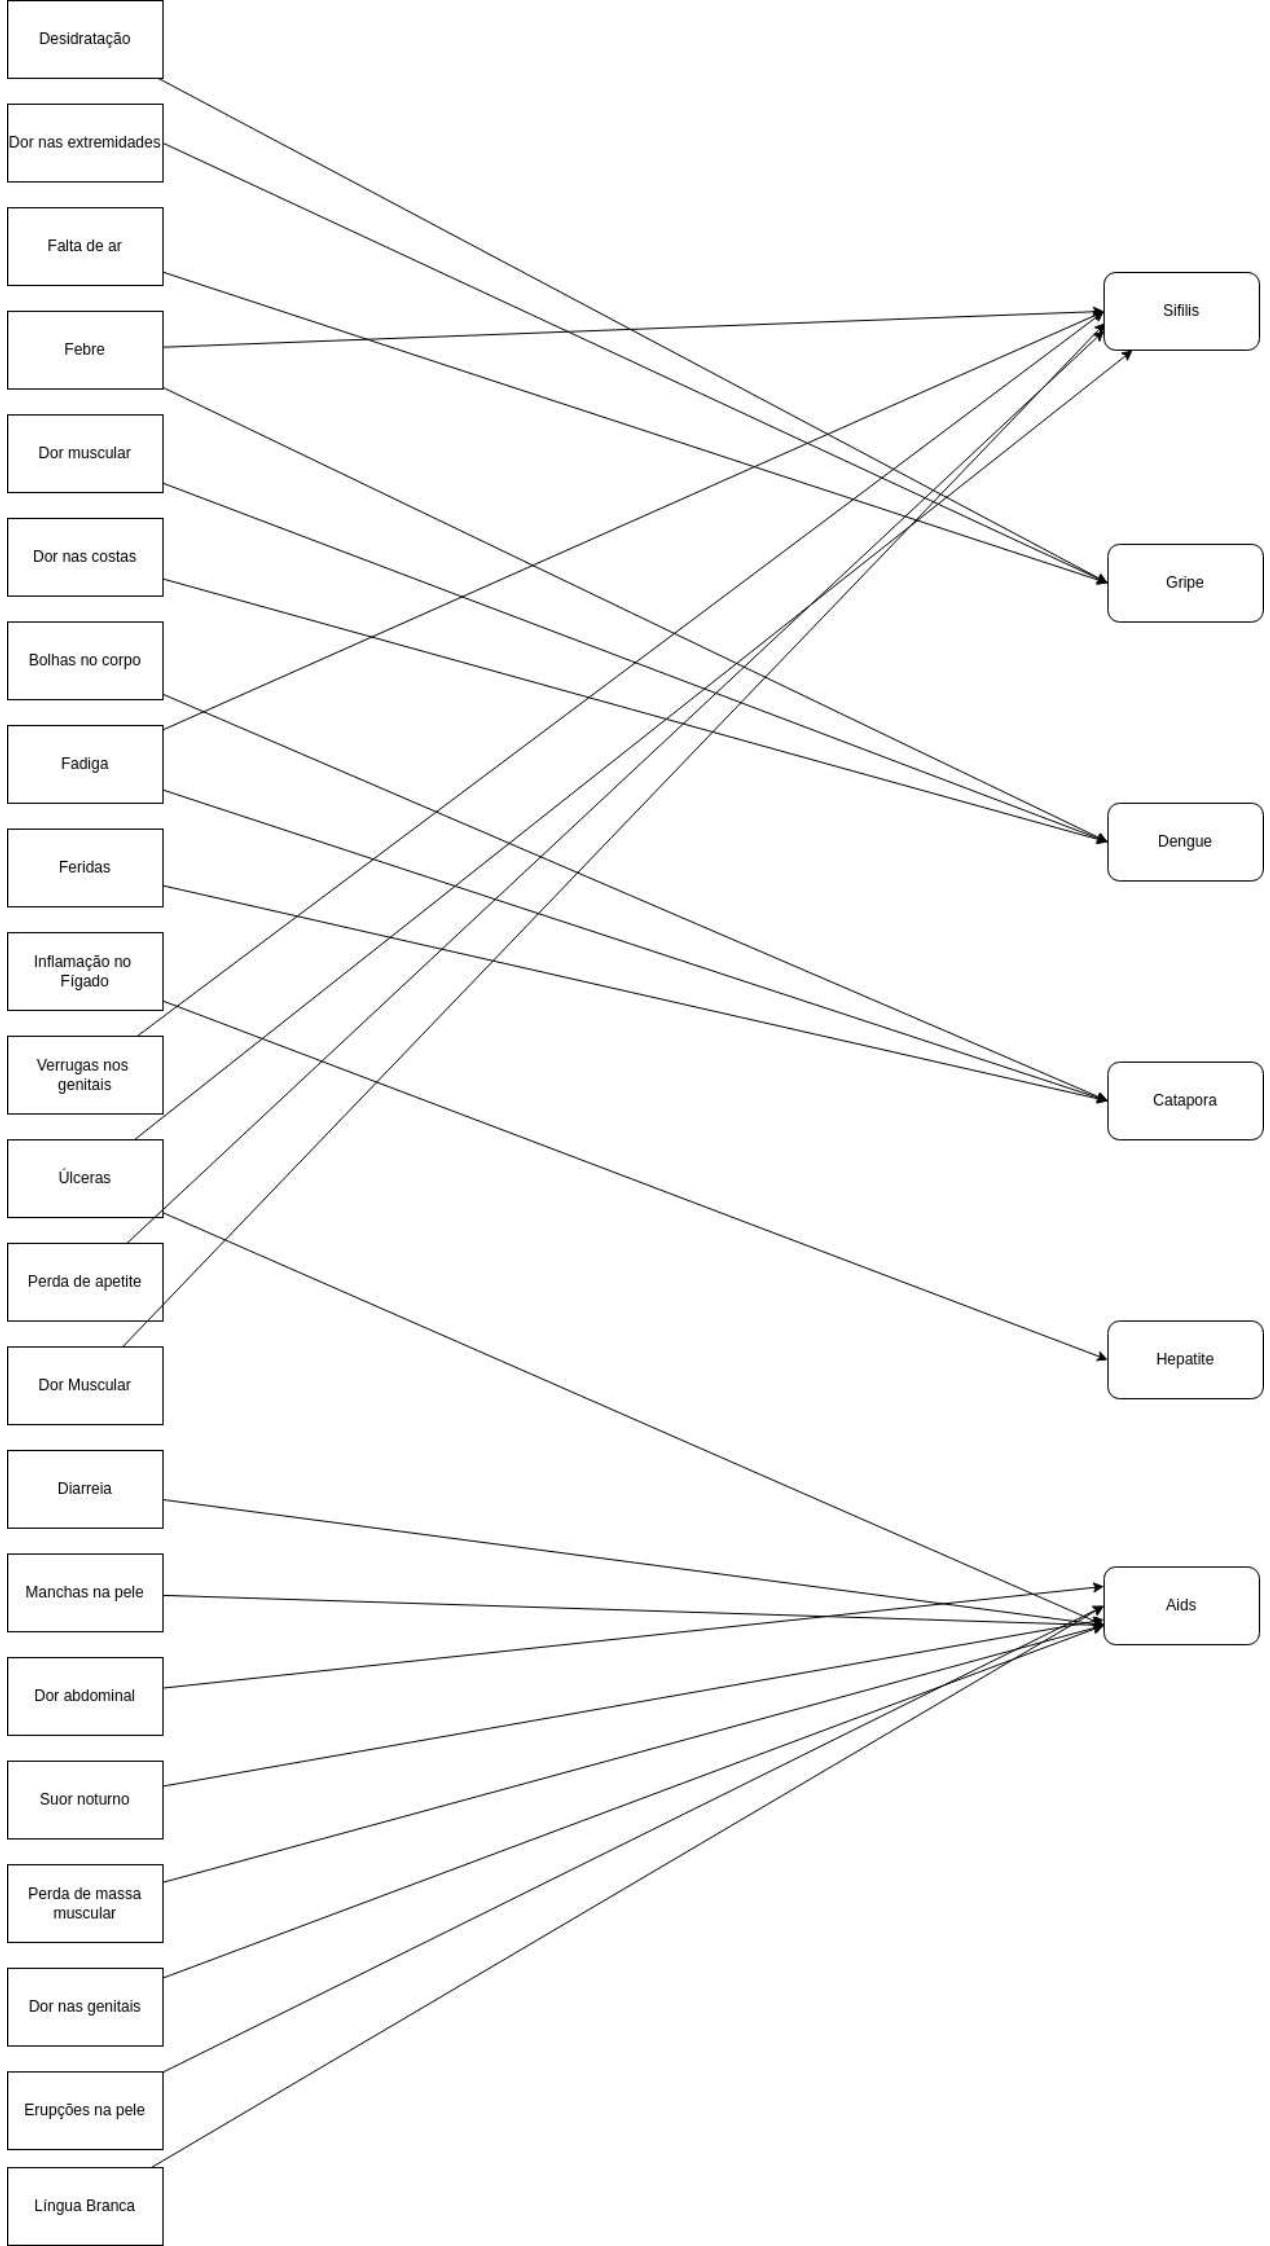 Desidratação
Dor nas extremidades
Falta de ar
Febre
Dor muscular
Dor nas costas
Bolhas no corpo
Fadiga
Feridas
Inflamação no
Fígado
Verrugas nos
genitais
Úlceras
Perda de apetite
Dor Muscular
Diarreia
Manchas na pele
Dor abdominal
Suor noturno
Perda de massa
muscular
Dor nas genitais
Erupções na pele
Língua Branca
Sifilis
Gripe
Dengue
Catapora
Hepatite
Aids